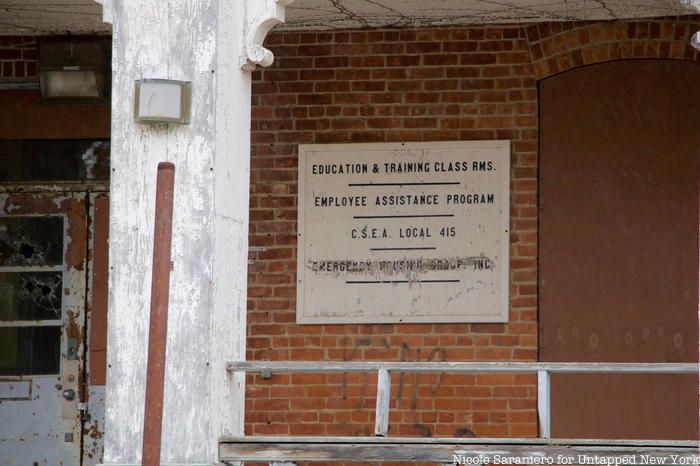 EDUCATION & TRAINING CLASS RMS.
EMPLOYEE ASSISTANCE PROGRAM
C.S.E.A. LOCAL 415
EMERGENCY HOUSING GROUP, INC.
Nicole Saraniero for Untapped New York